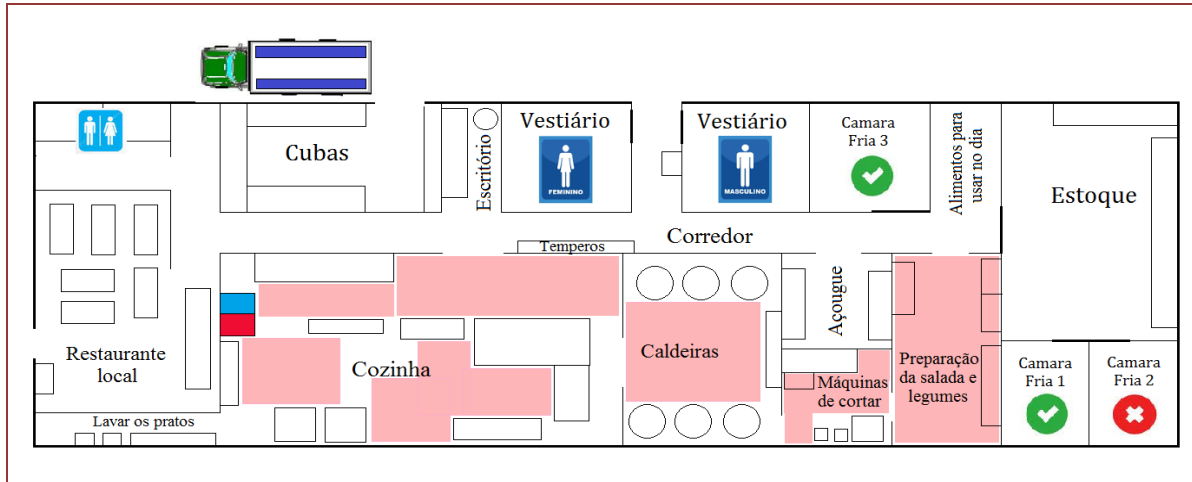 Cubas
Escritório
Vestiário
FEMININO
Vestiário
MASCULINO
Camara
Fria 3
Alimentos para
usar no dia
Estoque
Corredor
Temperos
Restaurante
local
Lavar os pratos
Cozinha
Caldeiras
Açougue
Máquinas
de cortar
Preparação
da salada e
legumes
Camara
Fria 1
Camara
Fria 2